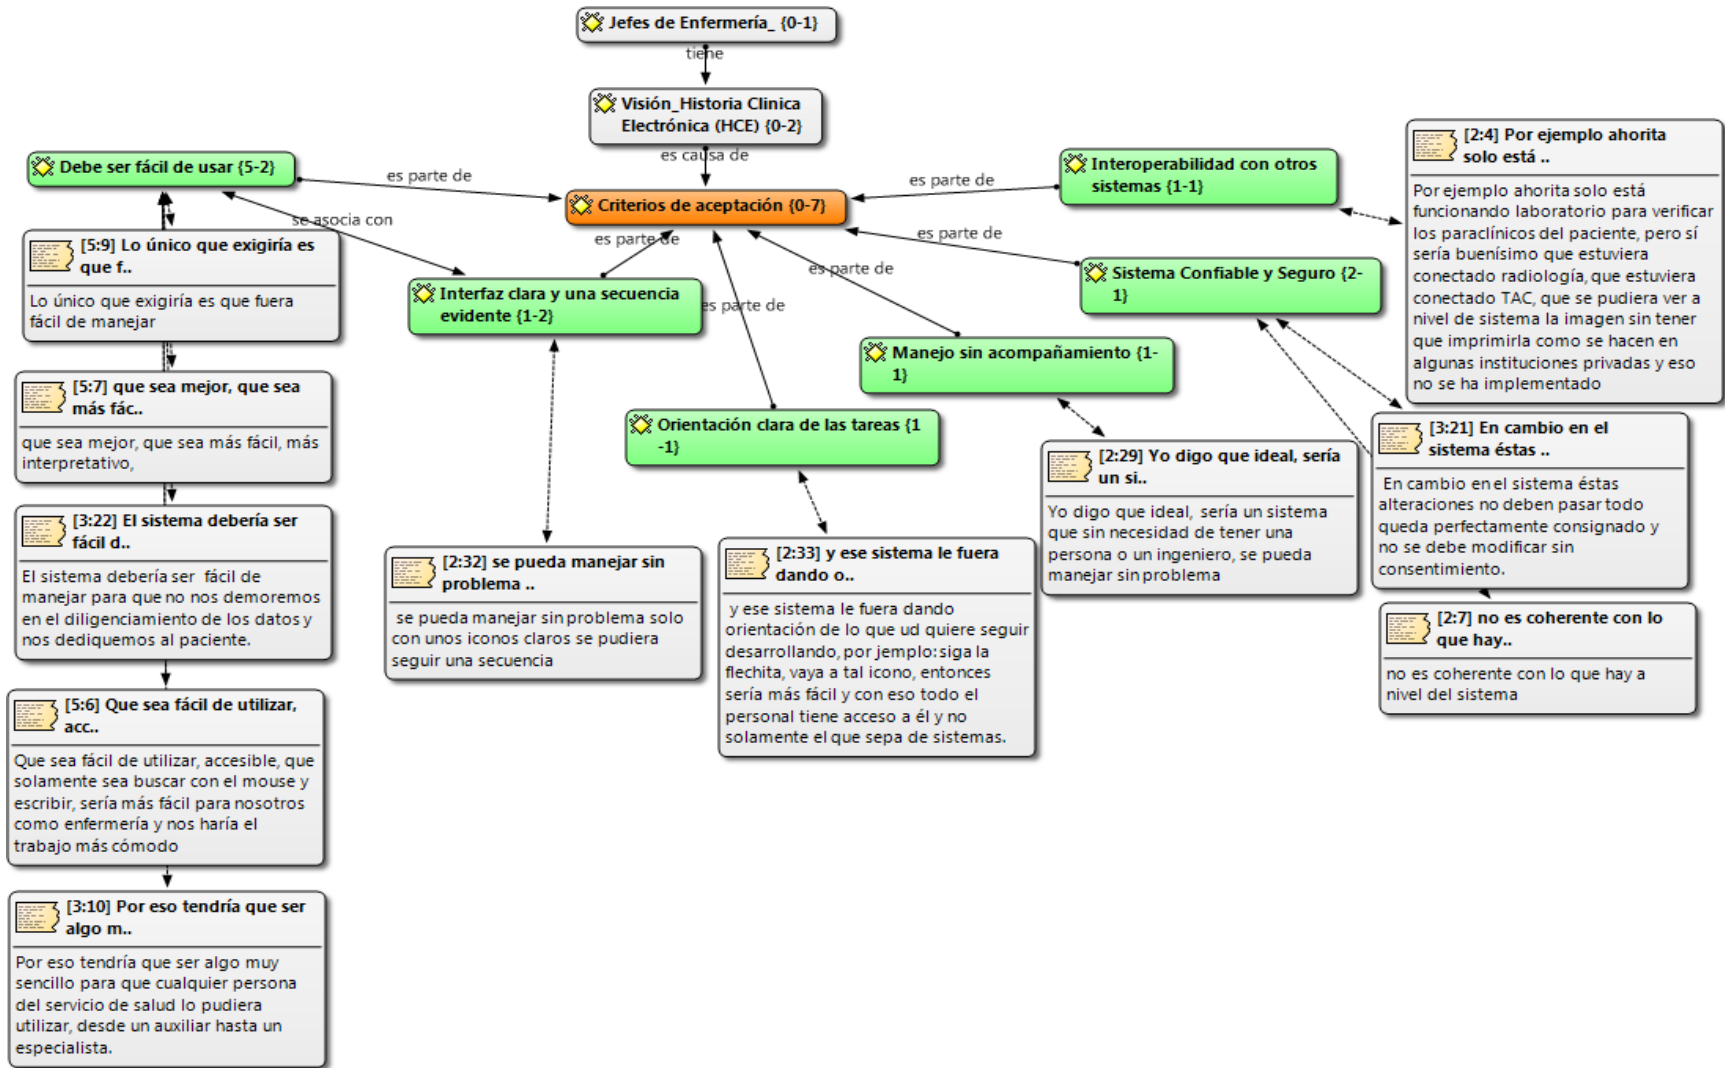 Jefes de Enfermería_ {0-1}
tiene
Visión_Historia Clinica
Electrónica (HCE) {0-2}
es causa de
Criterios de aceptación {0-7}
Debe ser fácil de usar {5-2}
es parte de
se asocia con
[5:9] Lo único que exigiría es
que f..
Lo único que exigiría es que fuera
fácil de manejar
[5:7] que sea mejor, que sea
más fác..
que sea mejor, que sea más fácil, más
interpretativo,
[3:22] El sistema debería ser
fácil d..
El sistema debería ser fácil de
manejar para que no nos demoremos
en el diligenciamiento de los datos y
nos dediquemos al paciente.
[5:6] Que sea fácil de utilizar,
acc..
Que sea fácil de utilizar, accesible, que
solamente sea buscar con el mouse y
escribir, sería más fácil para nosotros
como enfermería y nos haría el
trabajo más cómodo
[3:10] Por eso tendría que ser
algo m..
Por eso tendría que ser algo muy
sencillo para que cualquier persona
del servicio de salud lo pudiera
utilizar, desde un auxiliar hasta un
especialista.
es parte de
Interfaz clara y una secuencia
evidente {1-2}
[2:32] se pueda manejar sin
problema ..
se pueda manejar sin problema solo
con unos iconos claros se pudiera
seguir una secuencia
es parte de
Orientación clara de las tareas {1
-1}
[2:33] y ese sistema le fuera
dando o..
y ese sistema le fuera dando
orientación de lo que ud quiere seguir
desarrollando, por jemplo: siga la
flechita, vaya a tal icono, entonces
sería más fácil y con eso todo el
personal tiene acceso a él y no
solamente el que sepa de sistemas.
es parte de
Manejo sin acompañamiento {1-
1}
[2:29] Yo digo que ideal, sería
un si..
Yo digo que ideal, sería un sistema
que sin necesidad de tener una
persona o un ingeniero, se pueda
manejar sin problema
es parte de
Sistema Confiable y Seguro {2-
1}
[3:21] En cambio en el
sistema éstas ..
En cambio en el sistema éstas
alteraciones no deben pasar todo
queda perfectamente consignado y
no se debe modificar sin
consentimiento.
[2:7] no es coherente con lo
que hay..
no es coherente con lo que hay a
nivel del sistema
es parte de
Interoperabilidad con otros
sistemas {1-1}
[2:4] Por ejemplo ahorita
solo está ..
Por ejemplo ahorita solo está
funcionando laboratorio para verificar
los paraclínicos del paciente, pero sí
sería buenísimo que estuviera
conectado radiología, que estuviera
conectado TAC, que se pudiera ver a
nivel de sistema la imagen sin tener
que imprimirla como se hacen en
algunas instituciones privadas y eso
no se ha implementado